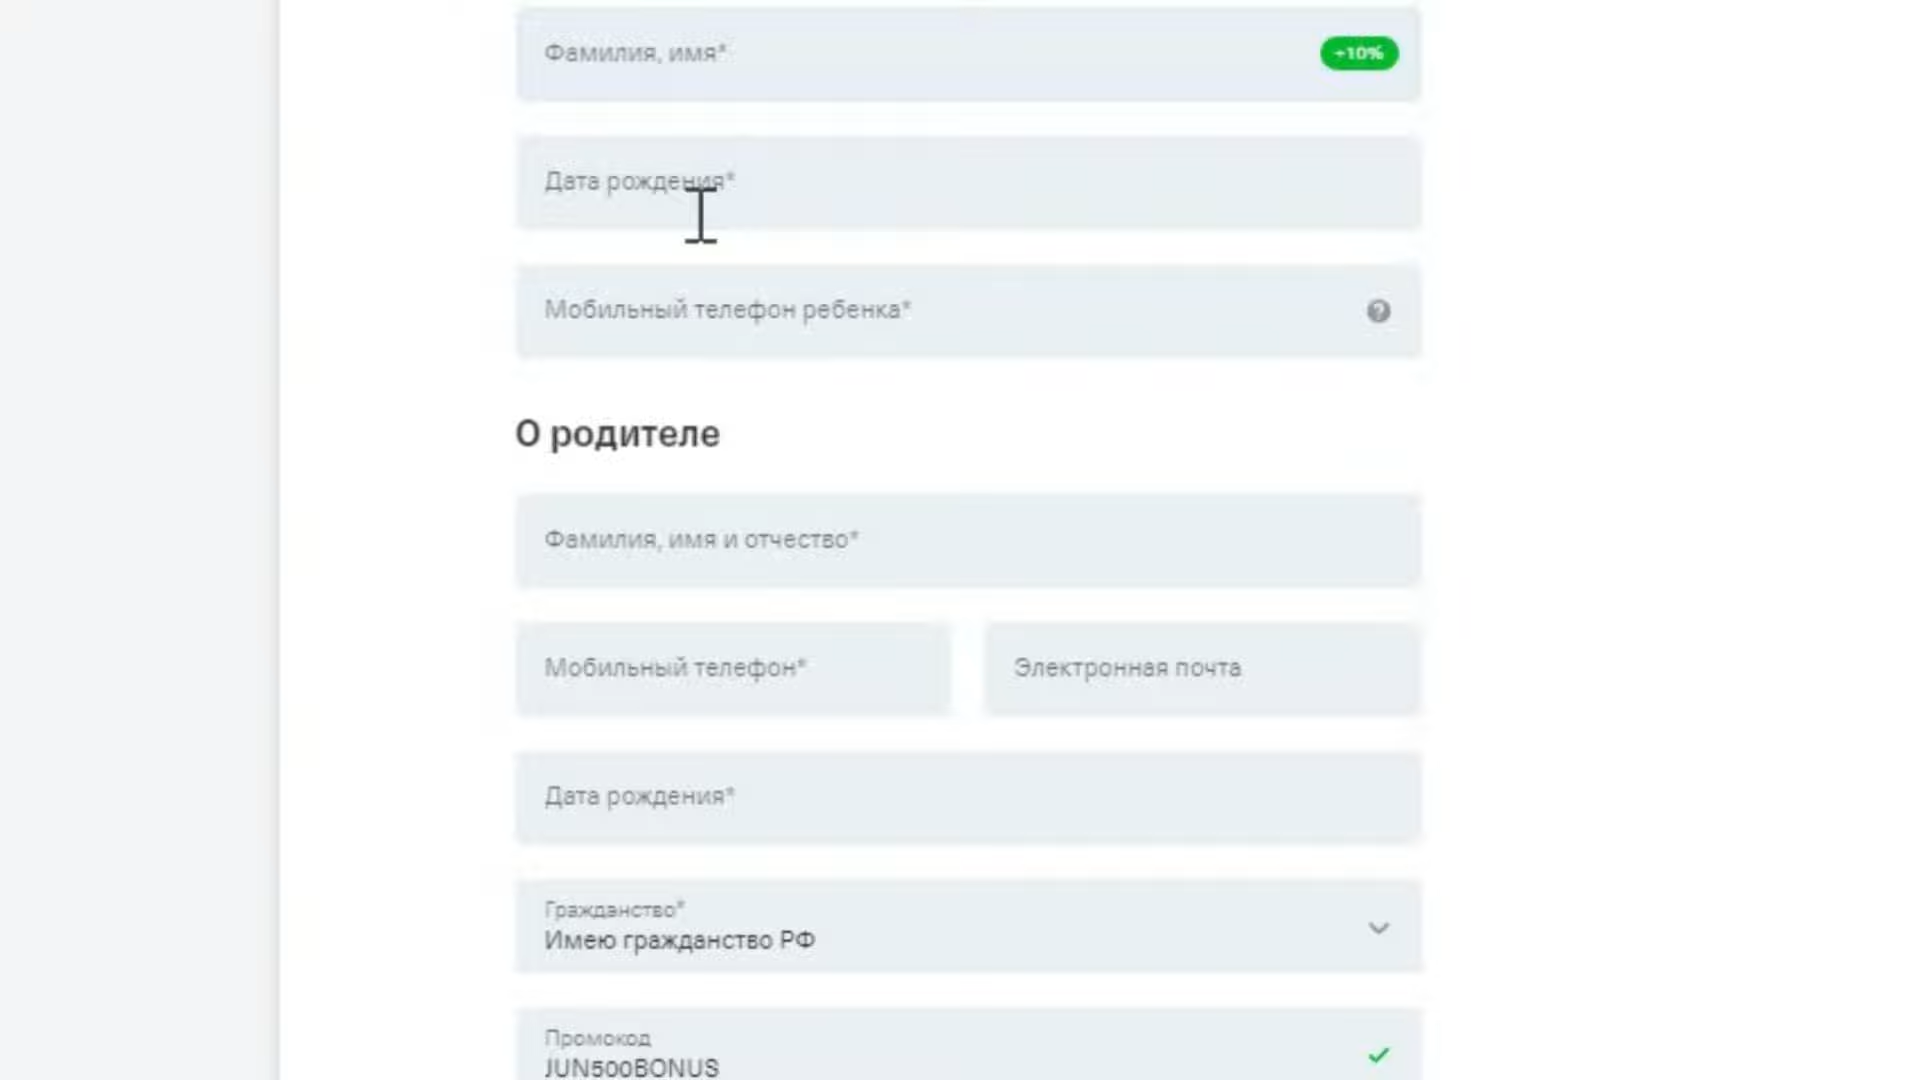 Фамилия, имя*
+10%
Дата рождения*
Мобильный телефон ребенка*
О родителе
Фамилия, имя и отчество*
Мобильный телефон*
Электронная почта
Дата рождения*
Гражданство*
Имею гражданство РФ
Промокод
JUN500BONUS